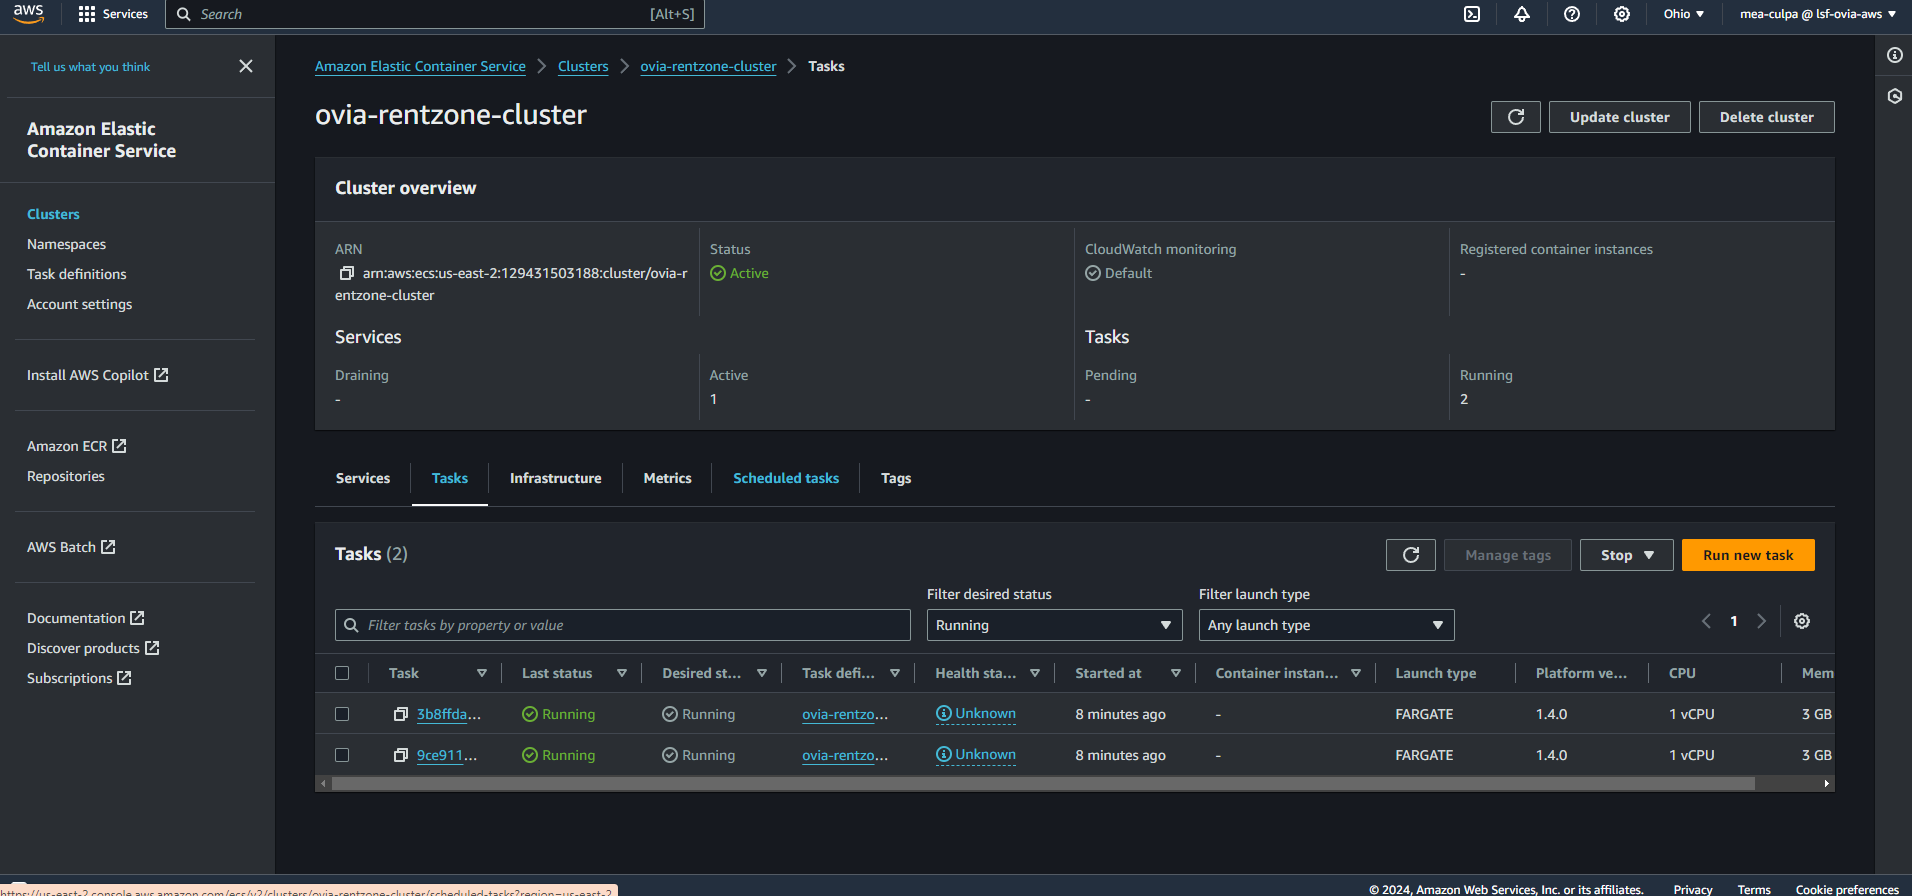 aws
Services
Search
[Alt+S]
Ohio
mea-culpa @ lsf-ovia-aws
Tell us what you think
Amazon Elastic
Container Service
Clusters
Namespaces
Task definitions
Account settings
Install AWS Copilot
Amazon ECR
Repositories
AWS Batch
Documentation
Discover products
Subscriptions
Amazon Elastic Container Service
Clusters
ovia-rentzone-cluster
Tasks
ovia-rentzone-cluster
Update cluster
Delete cluster
Cluster overview
ARN
arn:aws:ecs:us-east-2:129431503188:cluster/ovia-r
entzone-cluster
Status
Active
CloudWatch monitoring
Default
Registered container instances
-
Services
Tasks
Draining
-
Active
1
Pending
-
Running
2
Services
Tasks
Infrastructure
Metrics
Scheduled tasks
Tags
Tasks (2)
Manage tags
Stop
Run new task
Filter desired status
Filter launch type
Filter tasks by property or value
Running
Any launch type
1
Task
Last status
Desired st...
Task defi...
Health sta...
Started at
Container instan...
Launch type
Platform ve...
CPU
Mem
3b8ffda...
Running
Running
ovia-rentzo...
Unknown
8 minutes ago
-
FARGATE
1.4.0
1 vCPU
3 GB
9ce911...
Running
Running
ovia-rentzo...
Unknown
8 minutes ago
-
FARGATE
1.4.0
1 vCPU
3 GB
https://us-east-2.console.aws.amazon.com/ecs/v2/clusters/ovia-rentzone-cluster/scheduled-tasks?region=us-east-2
© 2024, Amazon Web Services, Inc. or its affiliates.
Privacy
Terms
Cookie preferences